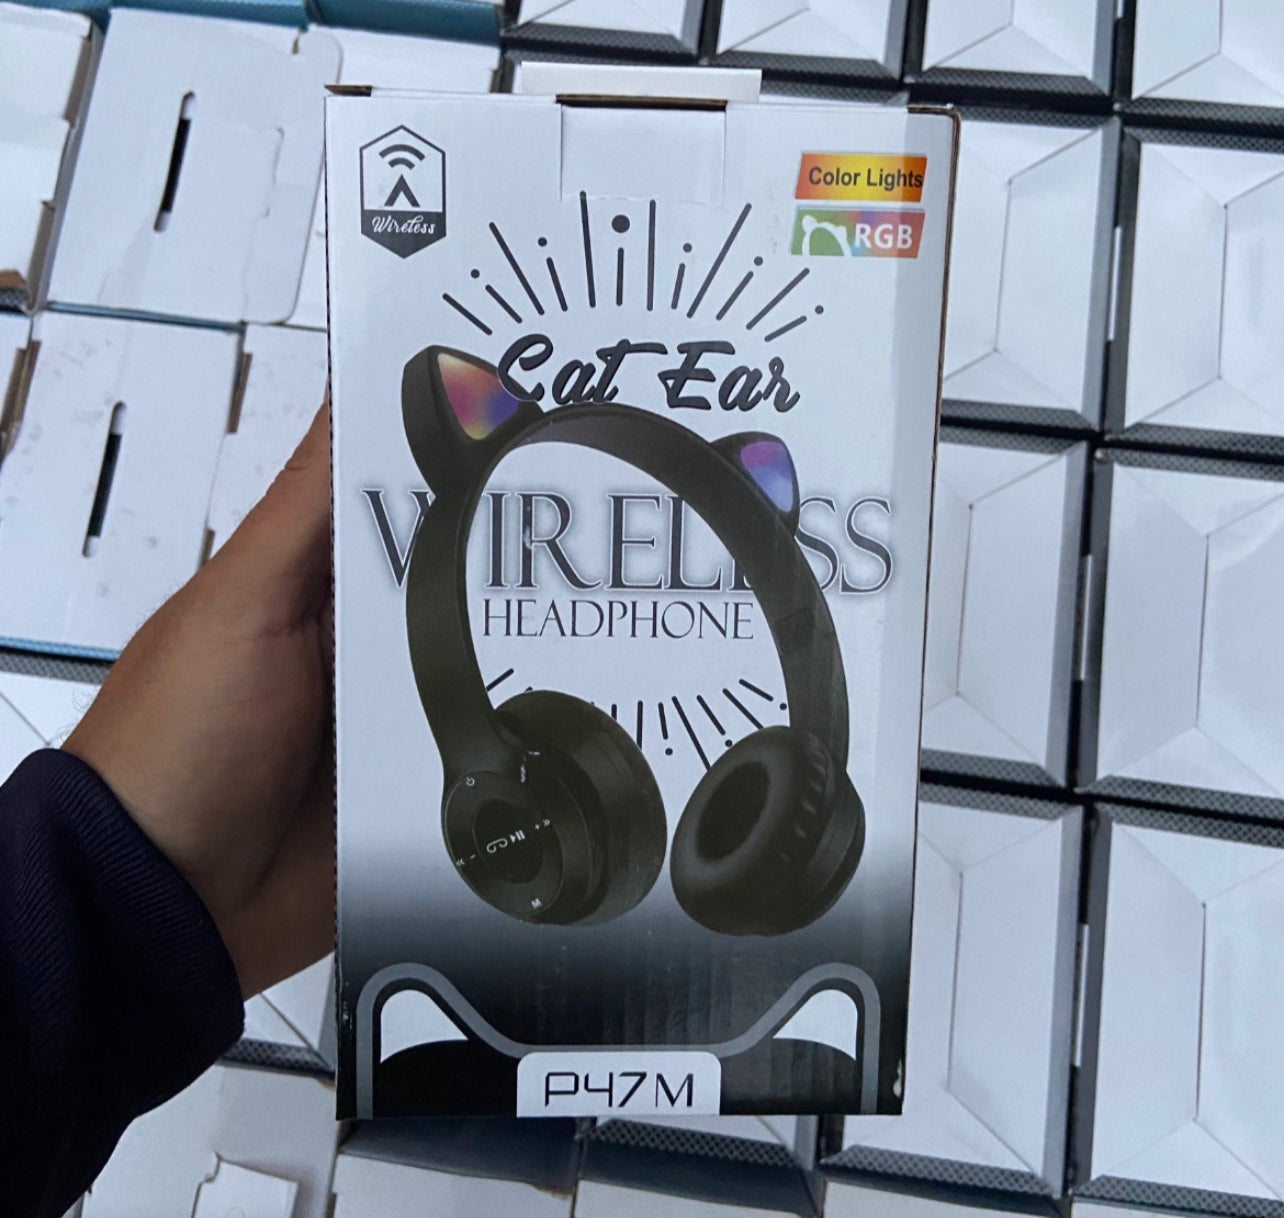 Wireless
Color Lights
RGB
Cat Ear
WIRELESS
HEADPHONE
+ »
« -
M
P47M